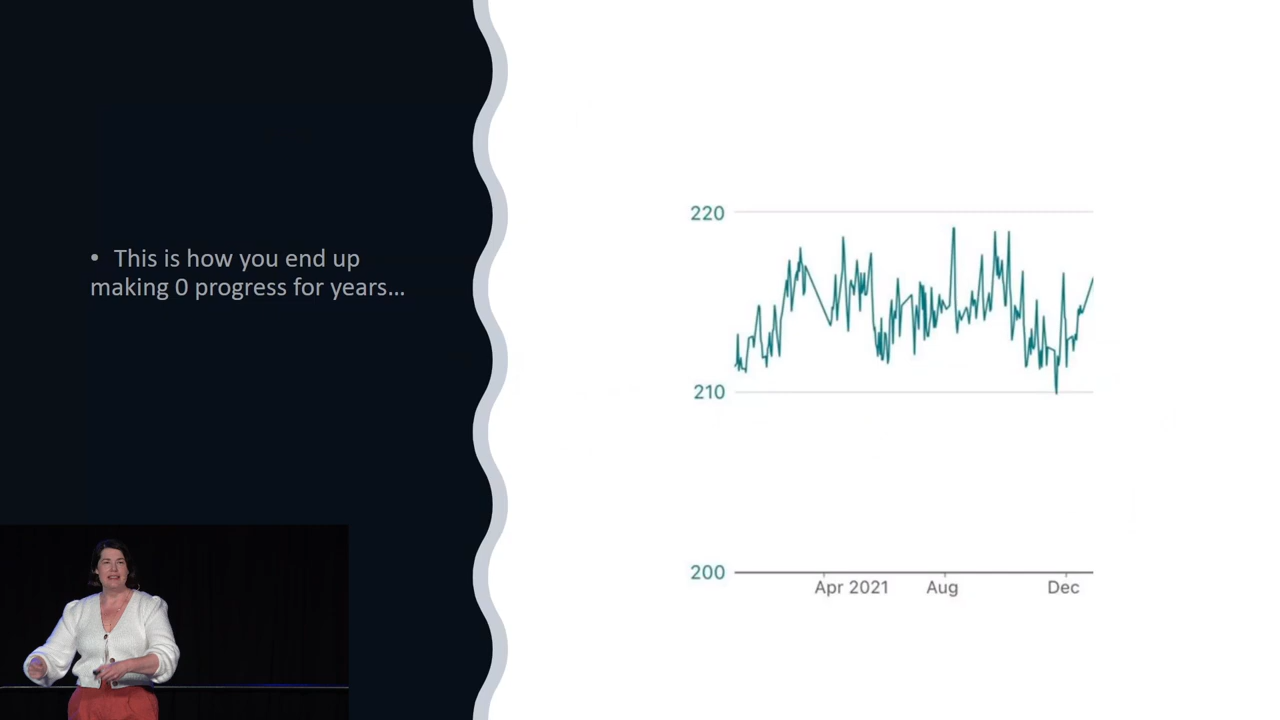 • This is how you end up
making 0 progress for years...
220
210
200
Apr 2021 Aug Dec